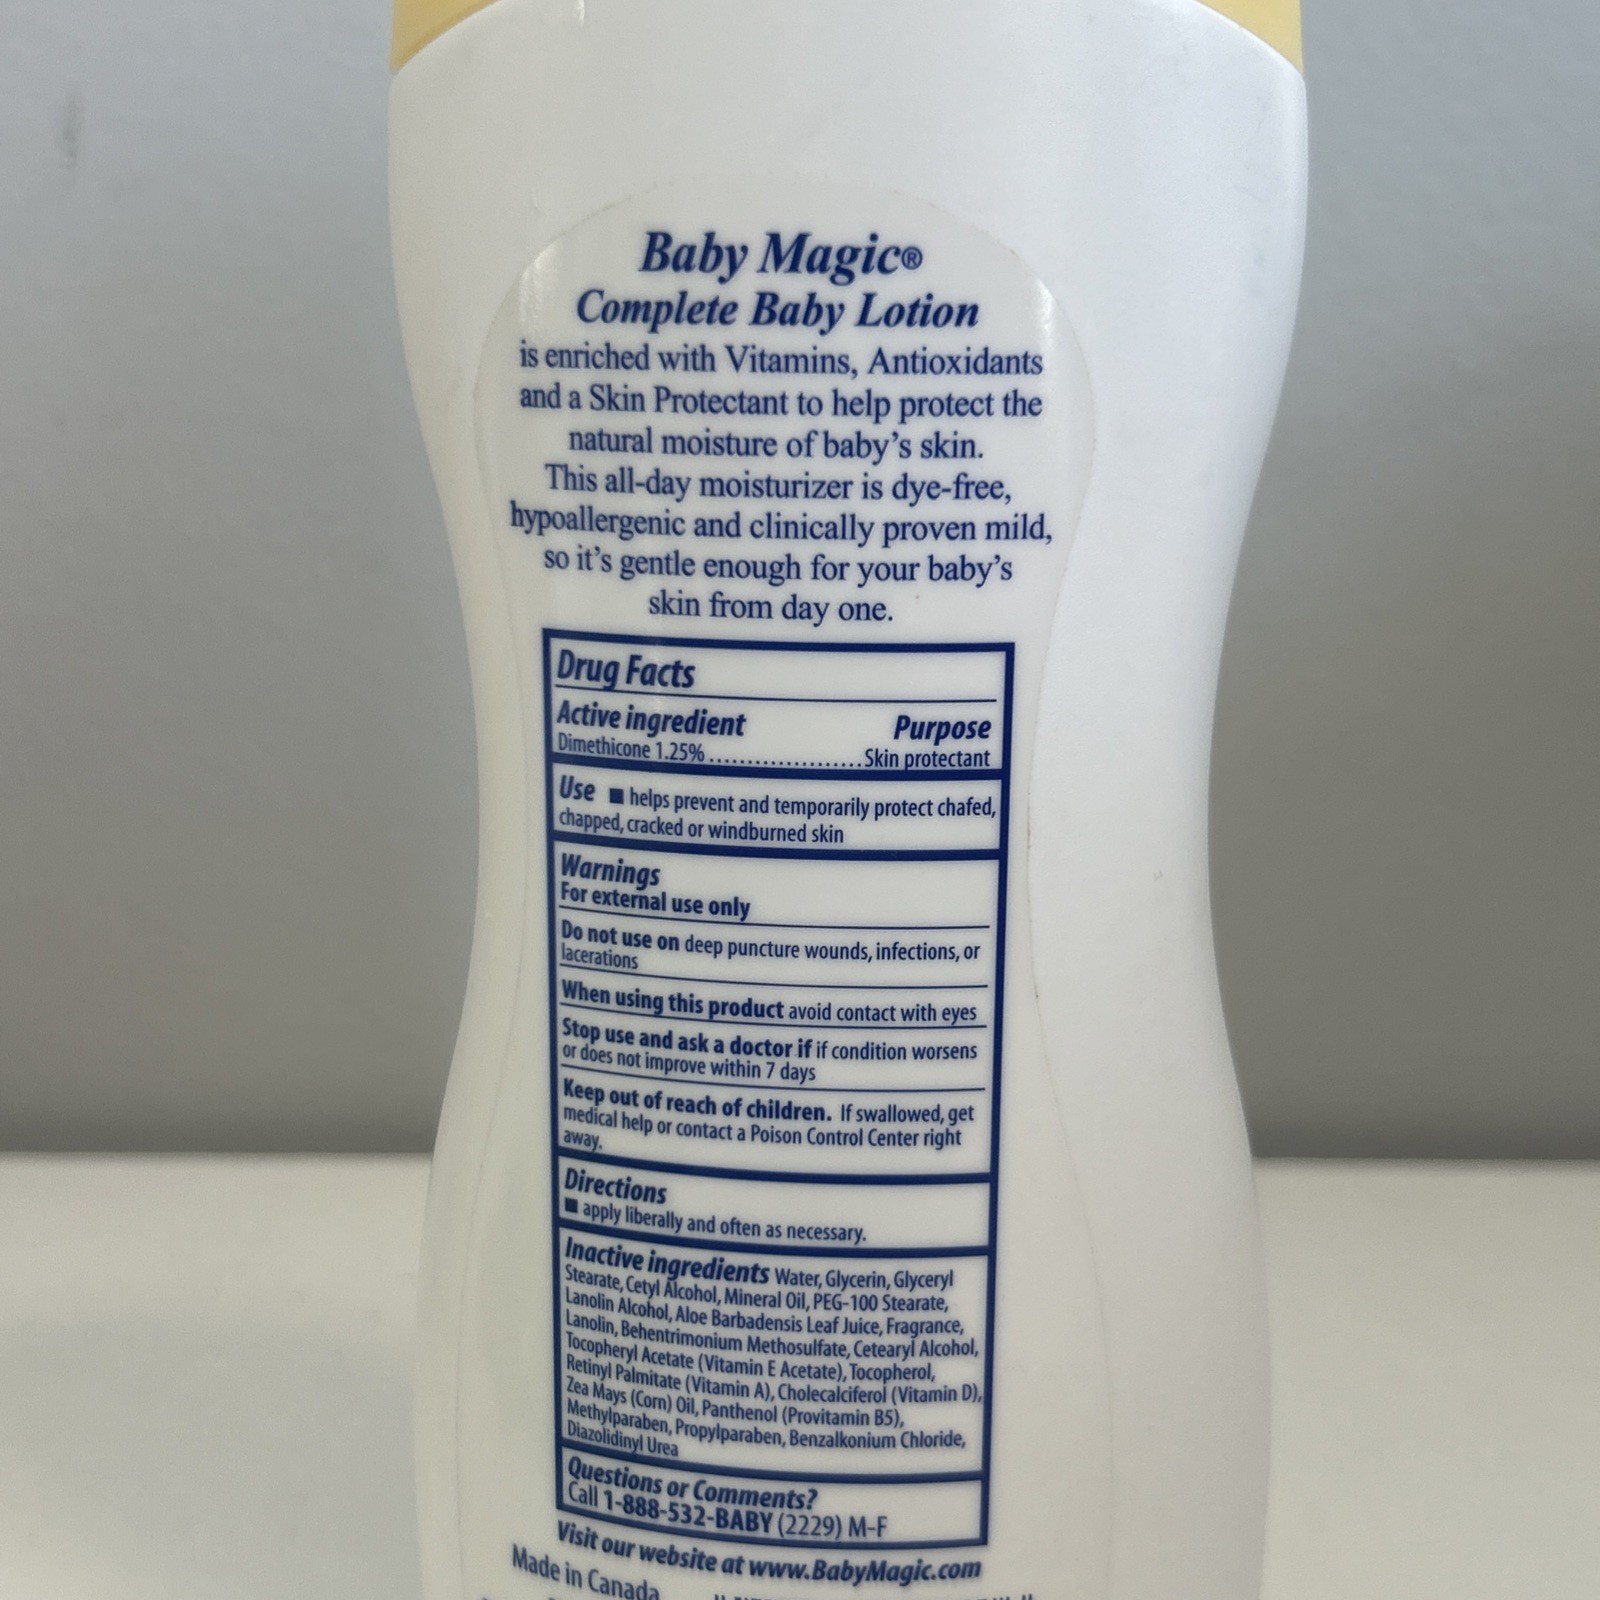 Baby Magic®
Complete Baby Lotion
is enriched with Vitamins, Antioxidants
and a Skin Protectant to help protect the
natural moisture of baby's skin.
This all-day moisturizer is dye-free,
hypoallergenic and clinically proven mild,
so it's gentle enough for your baby's
skin from day one.
Drug Facts
Active ingredient Purpose
Dimethicone 1.25%....................Skin protectant
Use ■ helps prevent and temporarily protect chafed,
chapped, cracked or windburned skin
Warnings
For external use only
Do not use on deep puncture wounds, infections, or
lacerations
When using this product avoid contact with eyes
Stop use and ask a doctor if if condition worsens
or does not improve within 7 days
Keep out of reach of children. If swallowed, get
medical help or contact a Poison Control Center right
away.
Directions
■ apply liberally and often as necessary.
Inactive ingredients Water, Glycerin, Glyceryl
Stearate, Cetyl Alcohol, Mineral Oil, PEG-100 Stearate,
Lanolin Alcohol, Aloe Barbadensis Leaf Juice, Fragrance,
Lanolin, Behentrimonium Methosulfate, Cetearyl Alcohol,
Tocopheryl Acetate (Vitamin E Acetate), Tocopherol,
Retinyl Palmitate (Vitamin A), Cholecalciferol (Vitamin D),
Zea Mays (Corn) Oil, Panthenol (Provitamin B5),
Methylparaben, Propylparaben, Benzalkonium Chloride,
Diazolidinyl Urea
Questions or Comments?
Call 1-888-532-BABY (2229) M-F
Visit our website at www.BabyMagic.com
Made in Canada